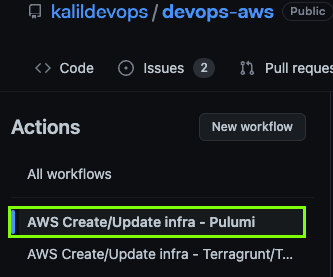 kalildevops / devops-aws Public
Code Issues 2 Pull reques
Actions New workflow
All workflows
AWS Create/Update infra - Pulumi
AWS Create/Update infra - Terragrunt/T...